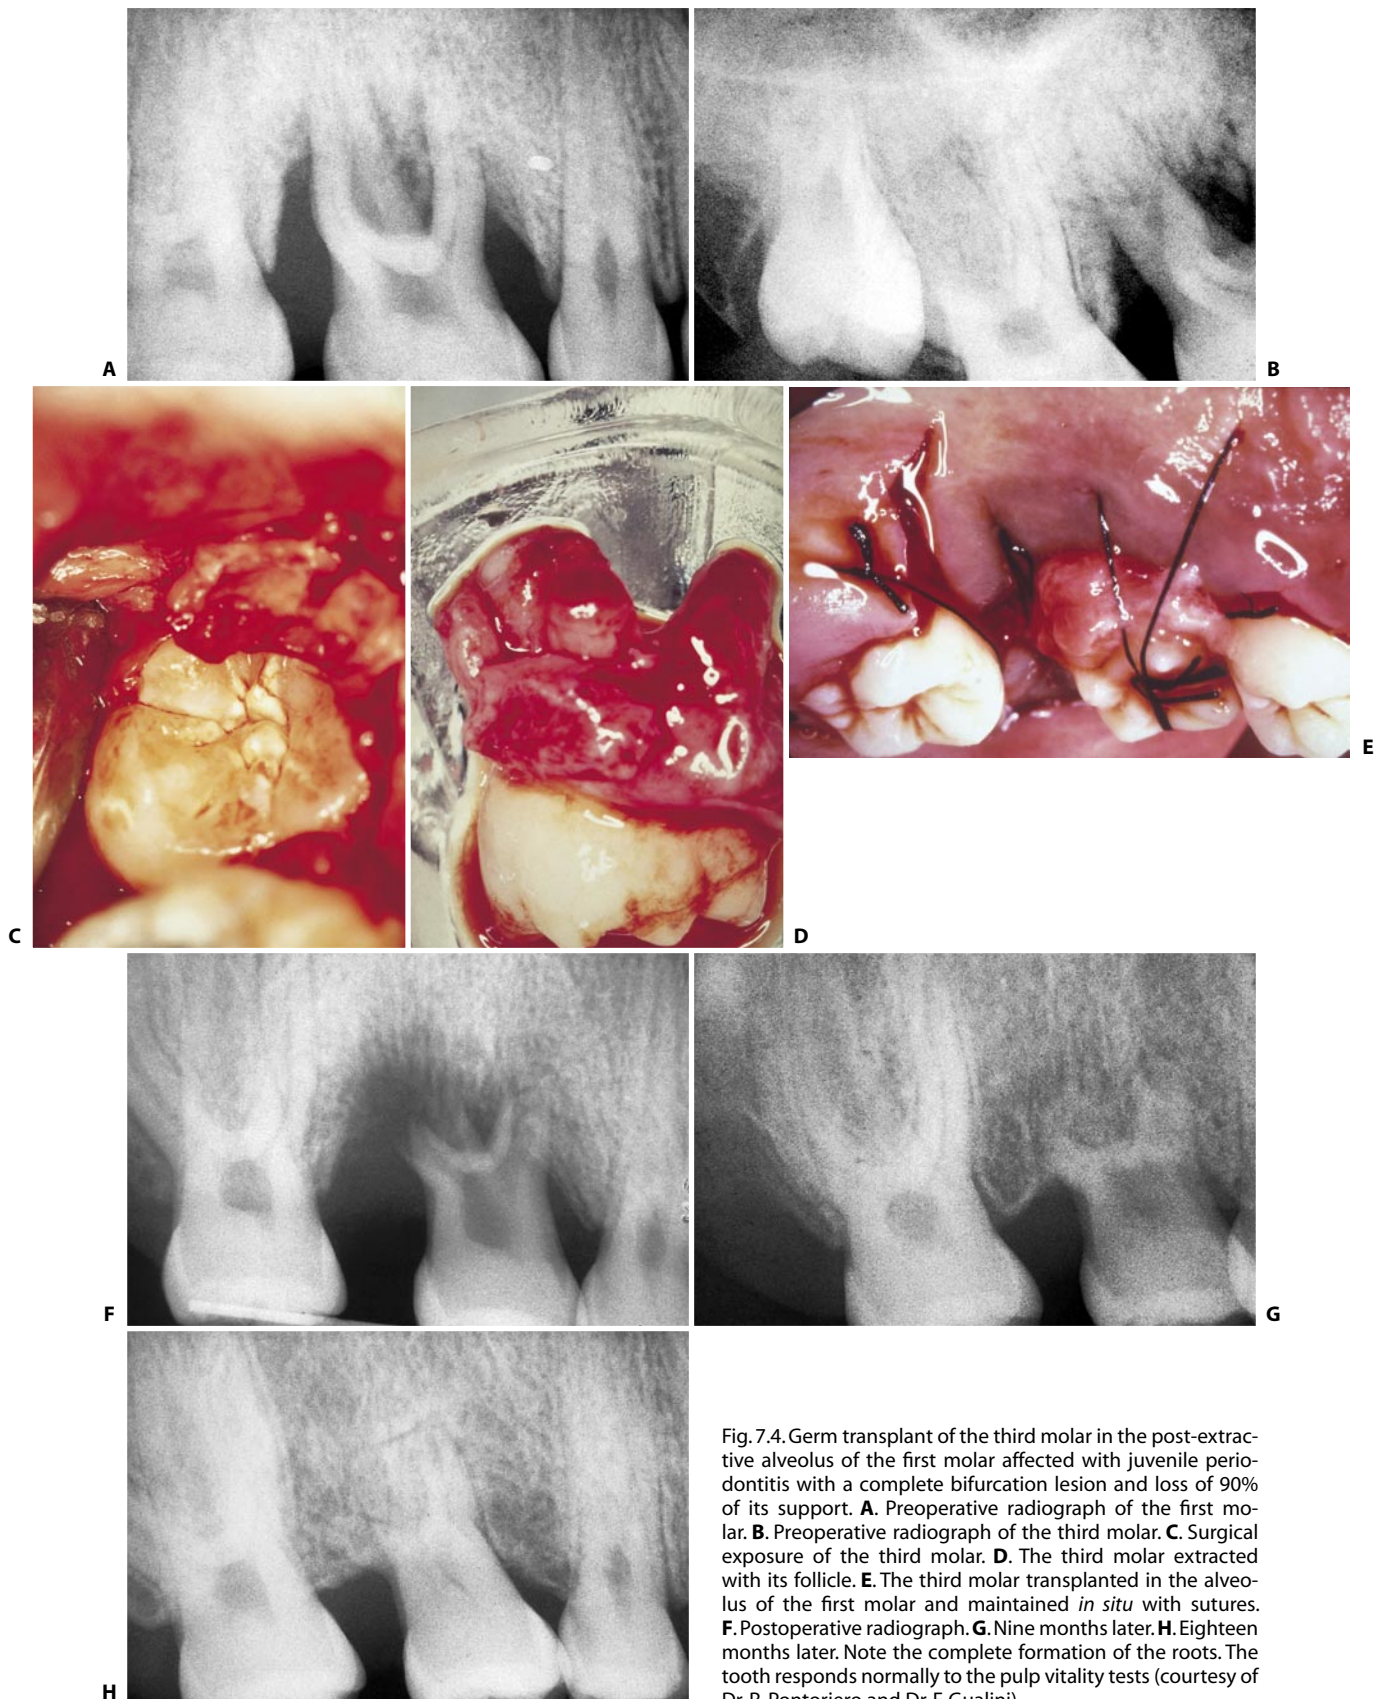 A
B
C
D
E
F
G
H
Fig. 7.4. Germ transplant of the third molar in the post-extrac-
tive alveolus of the first molar affected with juvenile perio-
dontitis with a complete bifurcation lesion and loss of 90%
of its support. A. Preoperative radiograph of the first mo-
lar. B. Preoperative radiograph of the third molar. C. Surgical
exposure of the third molar. D. The third molar extracted
with its follicle. E. The third molar transplanted in the alveo-
lus of the first molar and maintained in situ with sutures.
F. Postoperative radiograph. G. Nine months later. H. Eighteen
months later. Note the complete formation of the roots. The
tooth responds normally to the pulp vitality tests (courtesy of
Dr. R. Pontoriero and Dr. F. Gualini)